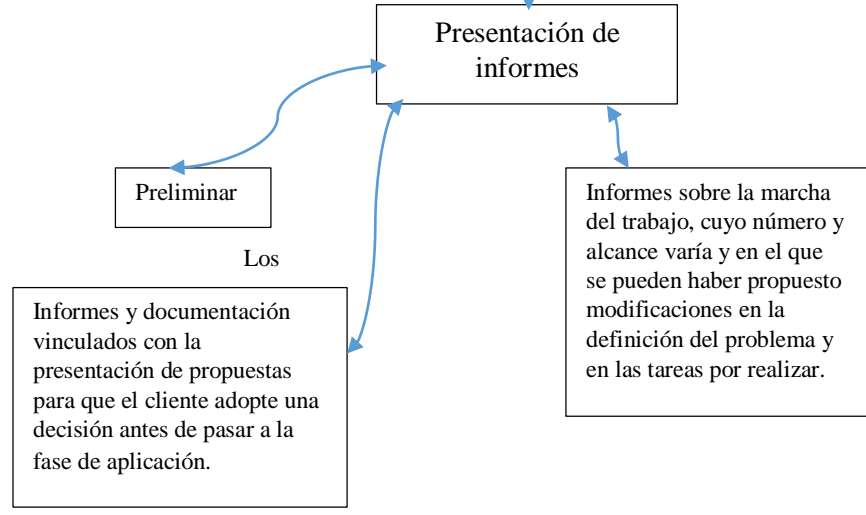 Presentación de
informes
Preliminar
Los
Informes y documentación
vinculados con la
presentación de propuestas
para que el cliente adopte una
decisión antes de pasar a la
fase de aplicación.
Informes sobre la marcha
del trabajo, cuyo número y
alcance varía y en el que
se pueden haber propuesto
modificaciones en la
definición del problema y
en las tareas por realizar.